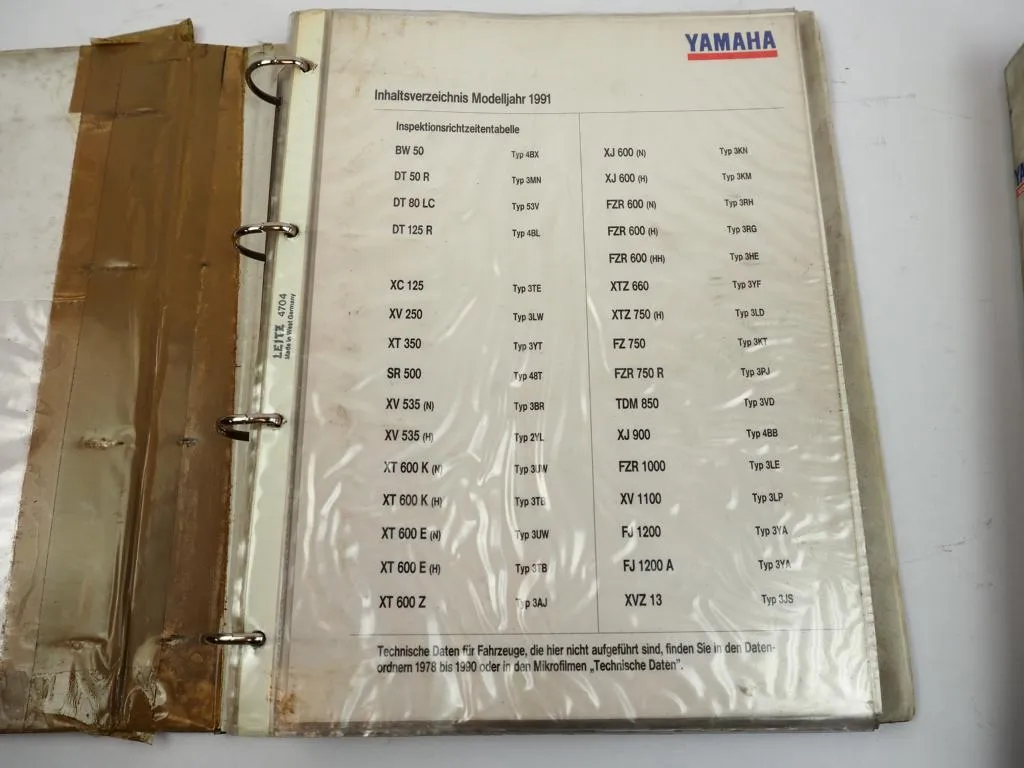 YAMAHA
Inhaltsverzeichnis Modelljahr 1991
Inspektionsrichtzeitentabelle
BW 50 Typ 4BX
DT 50 R Typ 3MN
DT 80 LC Typ 53V
DT 125 R Typ 4BL
XC 125 Typ 3TE
XV 250 Typ 3LW
XT 350 Typ 3YT
SR 500 Typ 48T
XV 535 (N) Typ 3BR
XV 535 (H) Typ 2YL
XT 600 K (N) Typ 3UW
XT 600 K (H) Typ 3TB
XT 600 E (N) Typ 3UW
XT 600 E (H) Typ 3TB
XT 600 Z Typ 3AJ
XJ 600 (N) Typ 3KN
XJ 600 (H) Typ 3KM
FZR 600 (N) Typ 3RH
FZR 600 (H) Typ 3RG
FZR 600 (HH) Typ 3HE
XTZ 660 Typ 3YF
XTZ 750 (H) Typ 3LD
FZ 750 Typ 3KT
FZR 750 R Typ 3PJ
TDM 850 Typ 3VD
XJ 900 Typ 4BB
FZR 1000 Typ 3LE
XV 1100 Typ 3LP
FJ 1200 Typ 3YA
FJ 1200 A Typ 3YA
XVZ 13 Typ 3JS
Technische Daten für Fahrzeuge, die hier nicht aufgeführt sind, finden Sie in den Daten-
ordnern 1978 bis 1990 oder in den Mikrofilmen „Technische Daten".
LEITZ 4704
Made in West Germany